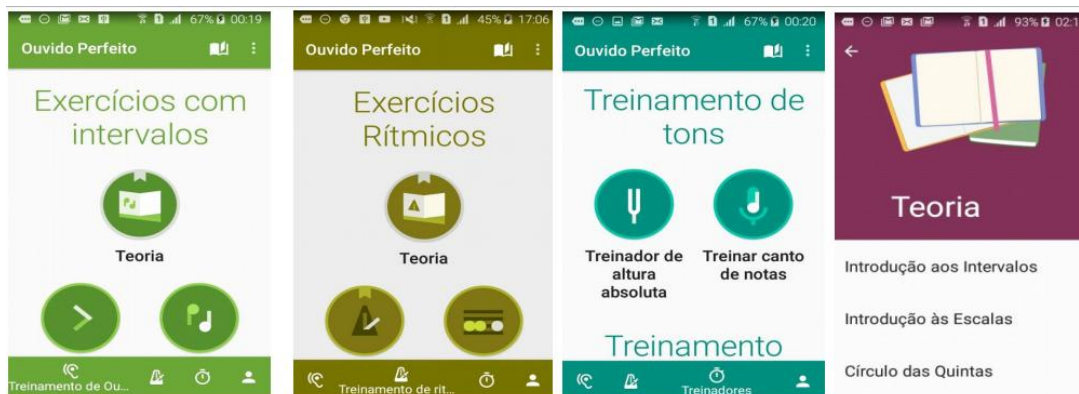 67% 00:19
Ouvido Perfeito
Exercícios com
intervalos
Teoria
Treinamento de Ou...
45% 17:06
Ouvido Perfeito
Exercícios
Rítmicos
Teoria
Treinamento de rit...
67% 00:20
Ouvido Perfeito
Treinamento de
tons
Treinador de
altura
absoluta
Treinar canto
de notas
Treinamento
Treinadores
93% 02:1
Teoria
Introdução aos Intervalos
Introdução às Escalas
Círculo das Quintas